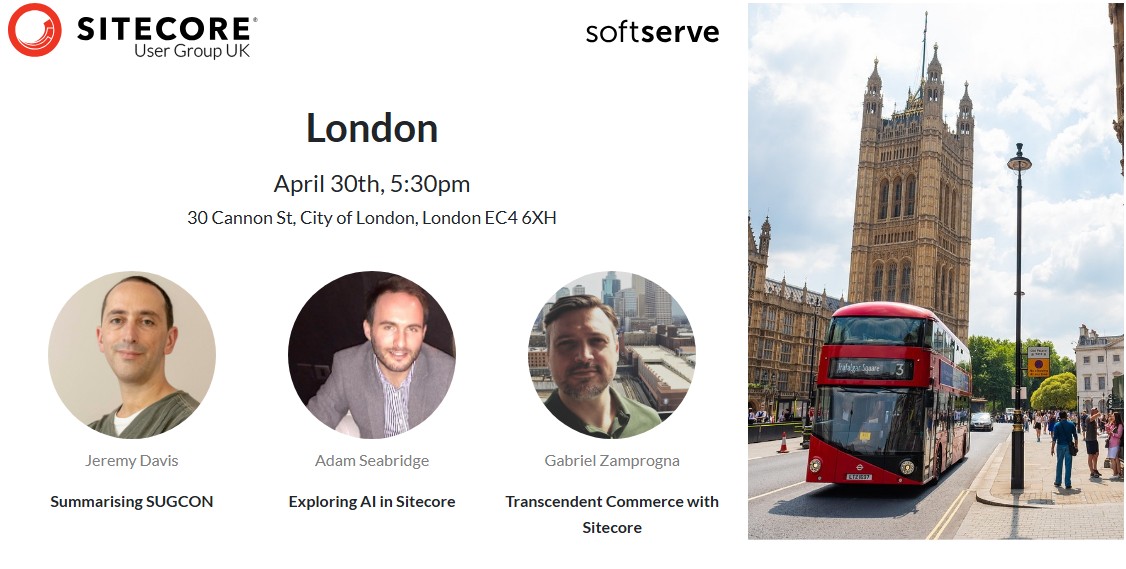 SITECORE®
User Group UK
softserve
London
April 30th, 5:30pm
30 Cannon St, City of London, London EC4 6XH
Jeremy Davis
Adam Seabridge
Gabriel Zamprogna
Summarising SUGCON
Exploring AI in Sitecore
Transcendent Commerce with
Sitecore
Trafalgar Square 3